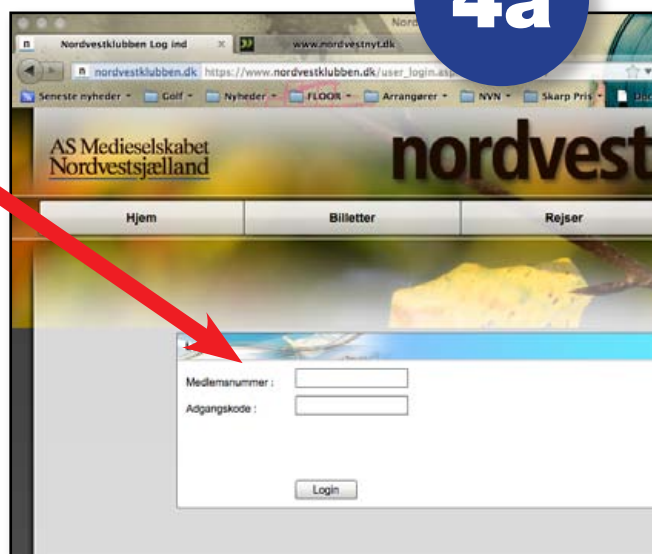 4a
Nord
Nordvestklubben Log ind × www.nordvestnyt.dk
nordvestklubben.dk https://www.nordvestklubben.dk/user_login.asp
Seneste nyheder Golf Nyheder FLOOR Arrangører NVN Skarp Pris
AS Medieselskabet
Nordvestsjælland
nordvest
Hjem Billetter Rejser
Medlemsnummer :
Adgangskode :
Login